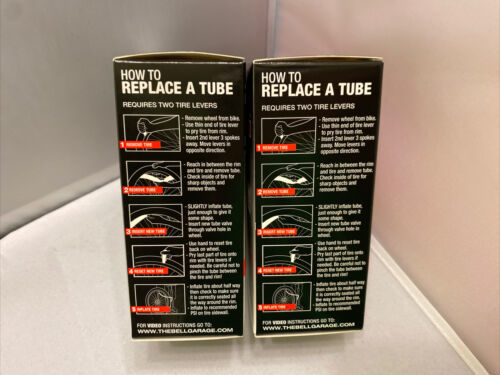 HOW TO
REPLACE A TUBE
REQUIRES TWO TIRE LEVERS
1 REMOVE TIRE
- Remove wheel from bike.
- Use thin end of tire lever
to pry tire from rim.
- Insert 2nd lever 3 spokes
away. Move levers in
opposite direction.
2 REMOVE TUBE
- Reach in between the rim
and tire and remove tube.
- Check inside of tire for
sharp objects and
remove them.
3 INSERT NEW TUBE
- SLIGHTLY inflate tube,
just enough to give it
some shape.
- Insert new tube valve
through valve hole in
wheel.
4 RESET NEW TIRE
- Use hand to reset tire
back on wheel.
- Pry last part of tire onto
rim with levers if
needed. Be careful not to
pinch the tube between
the tire and rim!
5 INFLATE TIRE
- Inflate tire about half way
then check to make sure
it is correctly seated all
the way around the rim.
- Inflate to recommended
PSI on tire sidewall.
FOR VIDEO INSTRUCTIONS GO TO:
WWW.THEBELLGARAGE.COM
HOW TO
REPLACE A TUBE
REQUIRES TWO TIRE LEVERS
1 REMOVE TIRE
- Remove wheel from bike.
- Use thin end of tire lever
to pry tire from rim.
- Insert 2nd lever 3 spokes
away. Move levers in
opposite direction.
2 REMOVE TUBE
- Reach in between the rim
and tire and remove tube.
- Check inside of tire for
sharp objects and
remove them.
3 INSERT NEW TUBE
- SLIGHTLY inflate tube,
just enough to give it
some shape.
- Insert new tube valve
through valve hole in
wheel.
4 RESET NEW TIRE
- Use hand to reset tire
back on wheel.
- Pry last part of tire onto
rim with levers if
needed. Be careful not to
pinch the tube between
the tire and rim!
5 INFLATE TIRE
- Inflate tire about half way
then check to make sure
it is correctly seated all
the way around the rim.
- Inflate to recommended
PSI on tire sidewall.
FOR VIDEO INSTRUCTIONS GO TO:
WWW.THEBELLGARAGE.COM